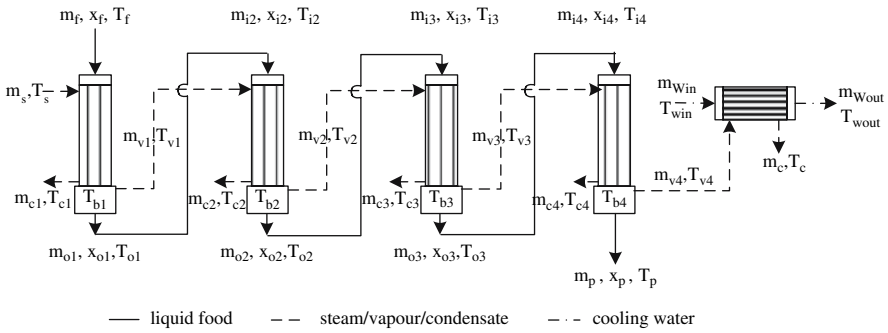 m_f, x_f, T_f
m_i2, x_i2, T_i2
m_i3, x_i3, T_i3
m_i4, x_i4, T_i4
m_s, T_s
m_Win
T_win
m_Wout
T_wout
m_v1, T_v1
m_v2, T_v2
m_v3, T_v3
m_v4, T_v4
m_c, T_c
m_c1, T_c1
T_b1
m_c2, T_c2
T_b2
m_c3, T_c3
T_b3
m_c4, T_c4
T_b4
m_o1, x_o1, T_o1
m_o2, x_o2, T_o2
m_o3, x_o3, T_o3
m_p, x_p, T_p
liquid food
steam/vapour/condensate
cooling water